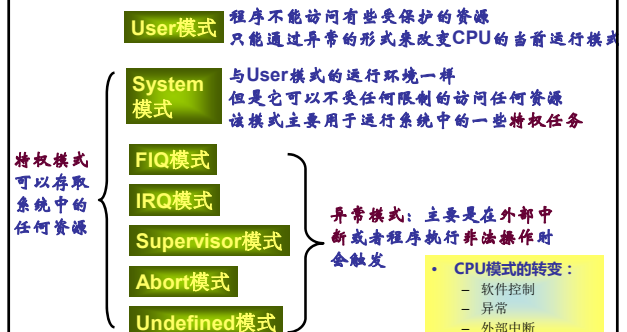 User模式
程序不能访问有些受保护的资源
只能通过异常的形式来改变CPU的当前运行模式
System
模式
与User模式的运行环境一样
但是它可以不受任何限制的访问任何资源
该模式主要用于运行系统中的一些特权任务
特权模式
可以存取
系统中的
任何资源
FIQ模式
IRQ模式
Supervisor模式
Abort模式
Undefined模式
异常模式：主要是在外部中
断或者程序执行非法操作时
会触发
• CPU模式的转变：
– 软件控制
– 异常
– 外部中断